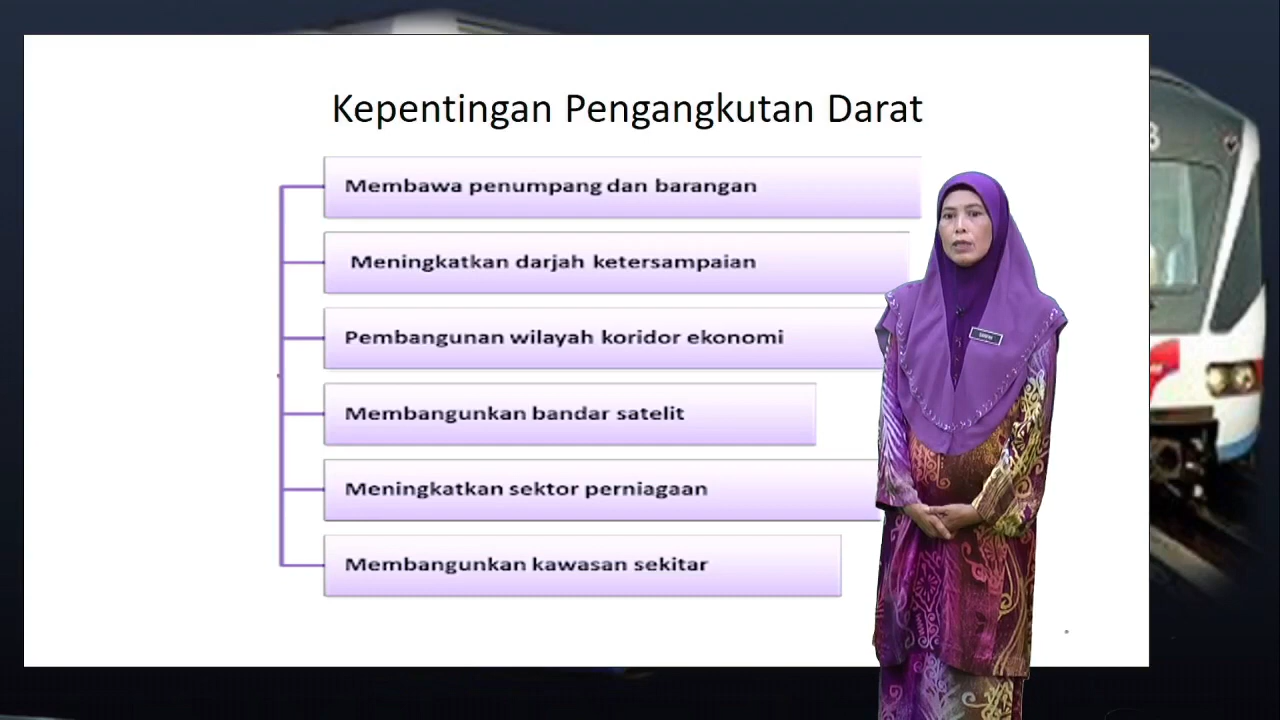 Kepentingan Pengangkutan Darat
Membawa penumpang dan barangan
Meningkatkan darjah ketersampaian
Pembangunan wilayah koridor ekonomi
Membangunkan bandar satelit
Meningkatkan sektor perniagaan
Membangunkan kawasan sekitar